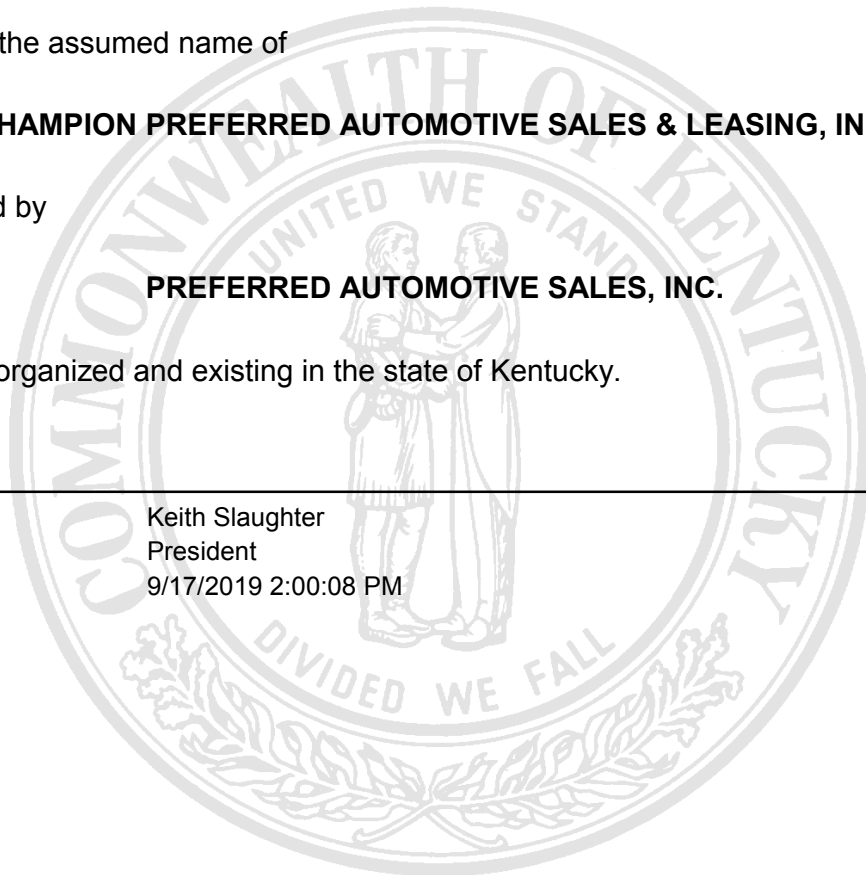 the assumed name of
HAMPION PREFERRED AUTOMOTIVE SALES & LEASING, IN
d by
PREFERRED AUTOMOTIVE SALES, INC.
organized and existing in the state of Kentucky.
Keith Slaughter
President
9/17/2019 2:00:08 PM
COMMONWEALTH OF KENTUCKY
UNITED WE STAND
DIVIDED WE FALL